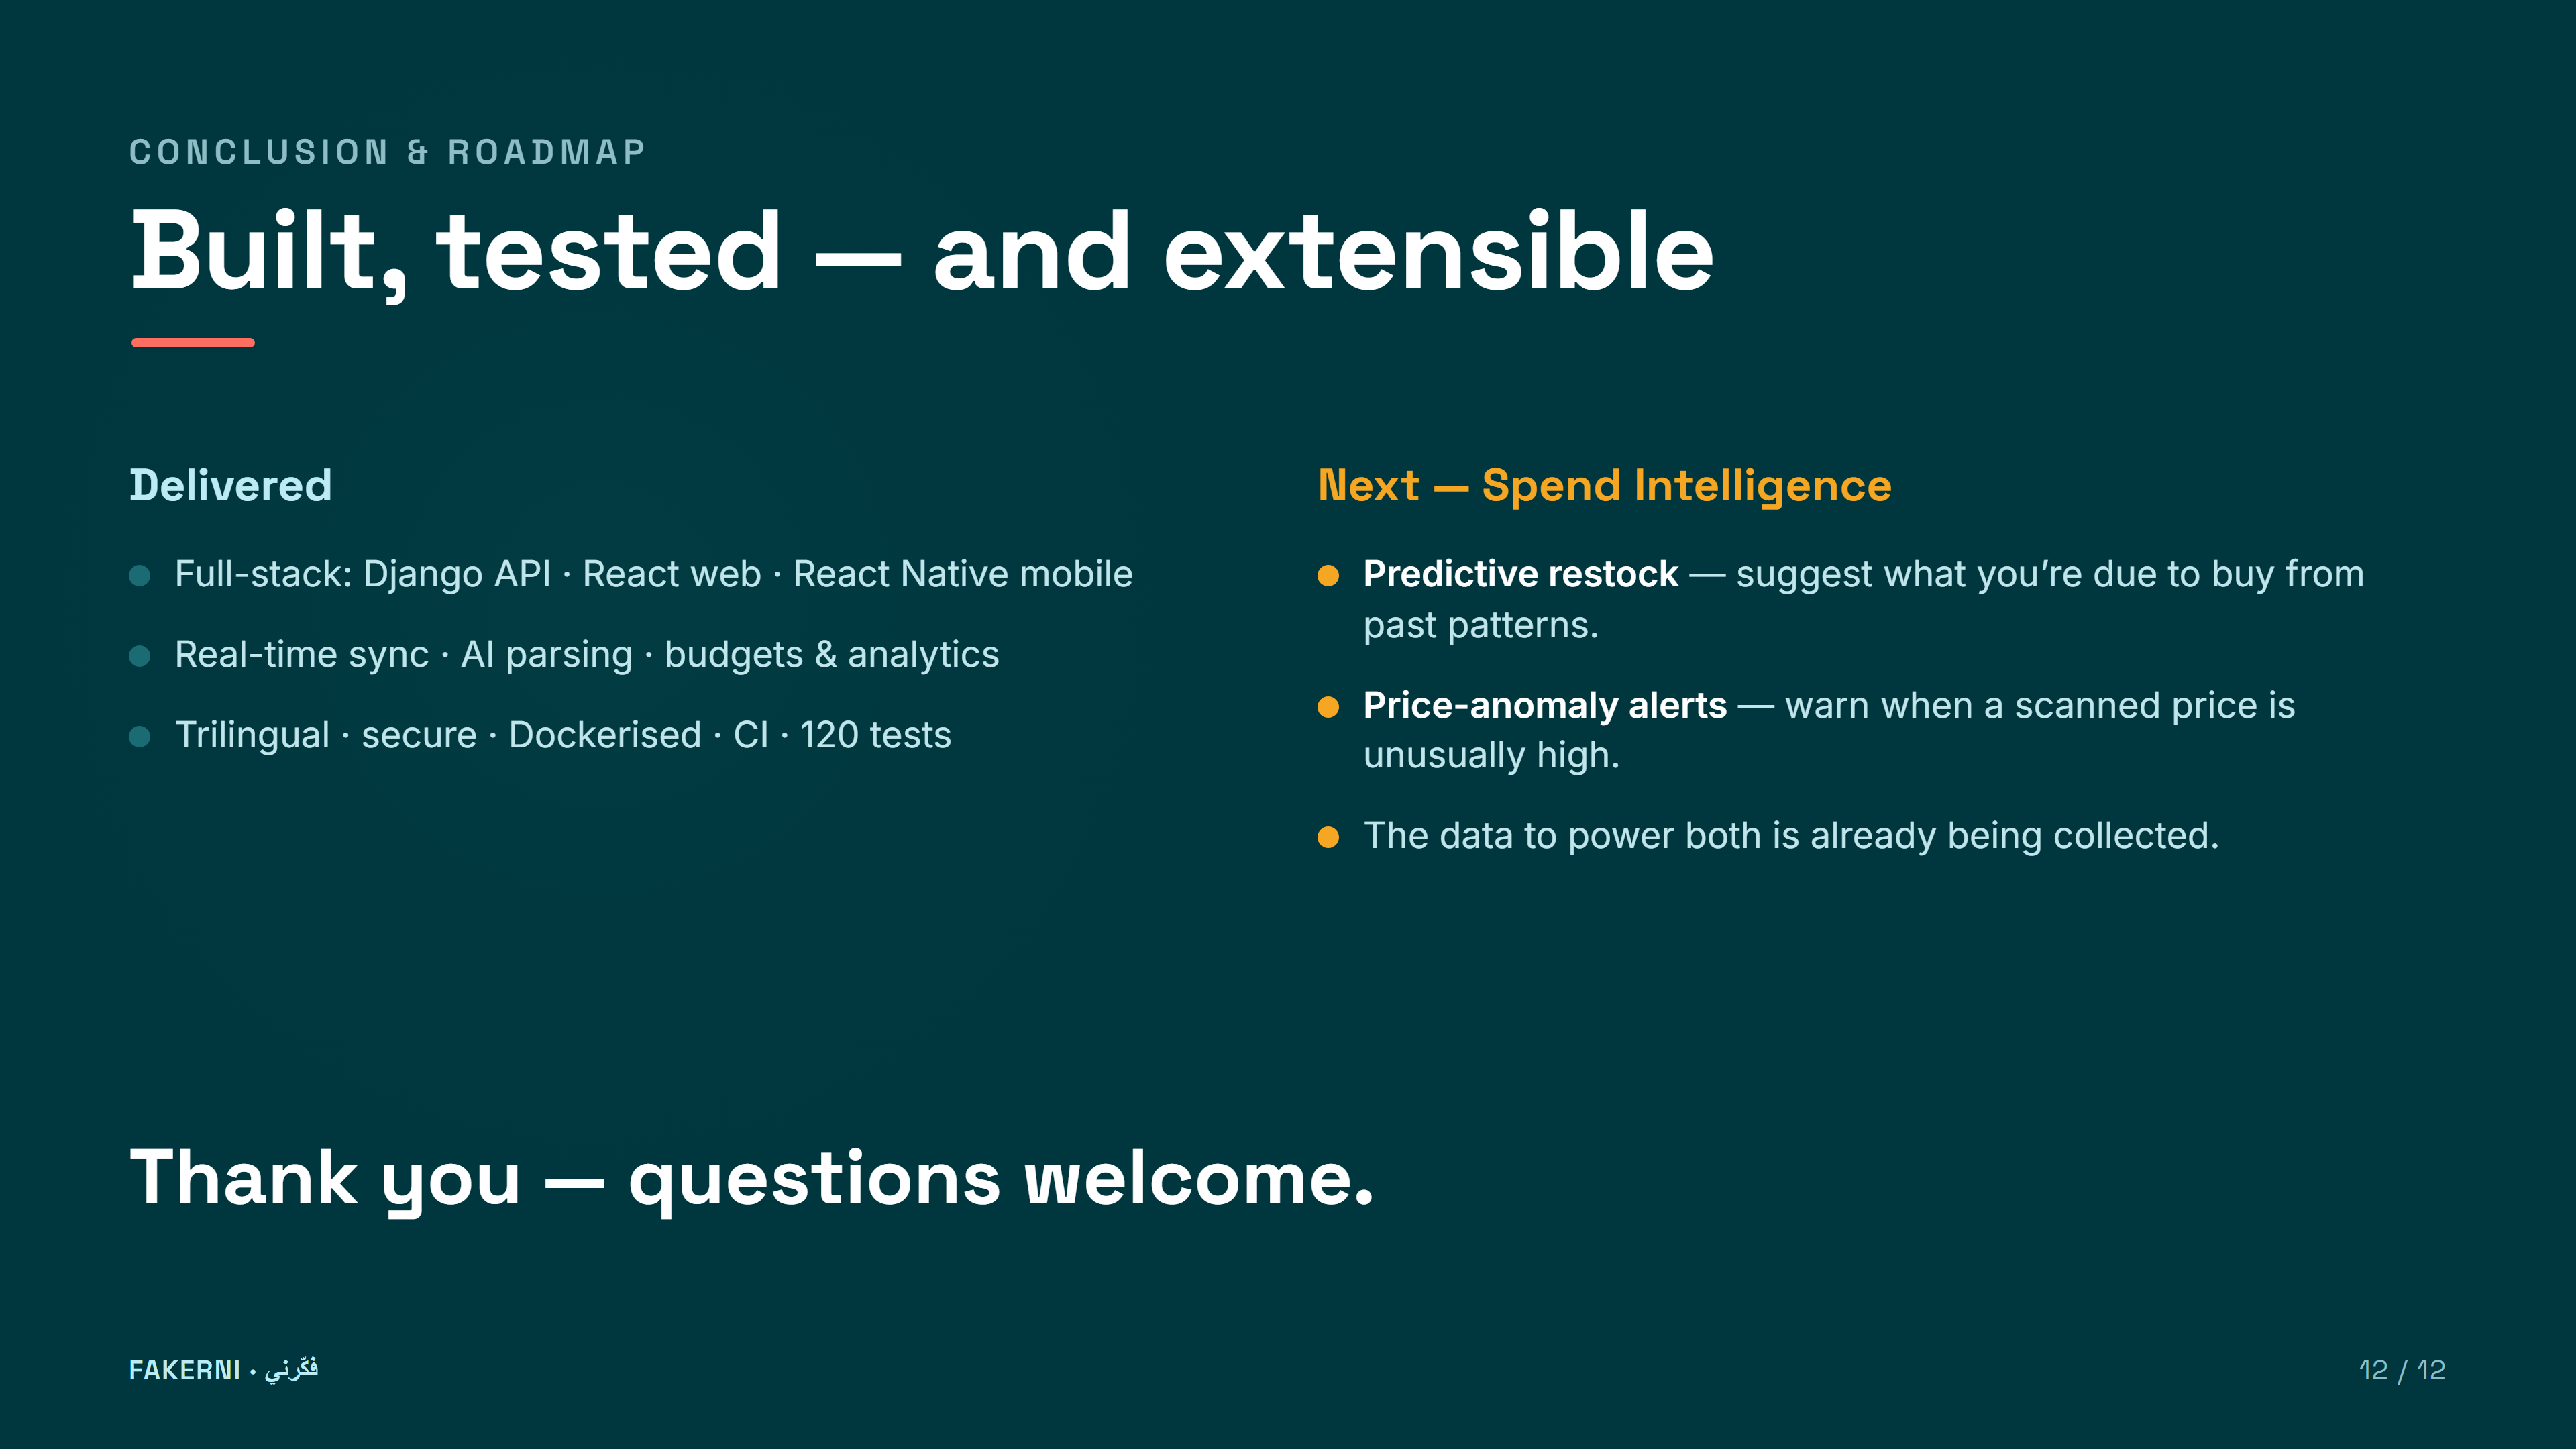 CONCLUSION & ROADMAP
Built, tested — and extensible
Delivered
Full-stack: Django API · React web · React Native mobile
Real-time sync · AI parsing · budgets & analytics
Trilingual · secure · Dockerised · CI · 120 tests
Next — Spend Intelligence
Predictive restock — suggest what you’re due to buy from
past patterns.
Price-anomaly alerts — warn when a scanned price is
unusually high.
The data to power both is already being collected.
Thank you — questions welcome.
FAKERNI · فكّرني
12 / 12